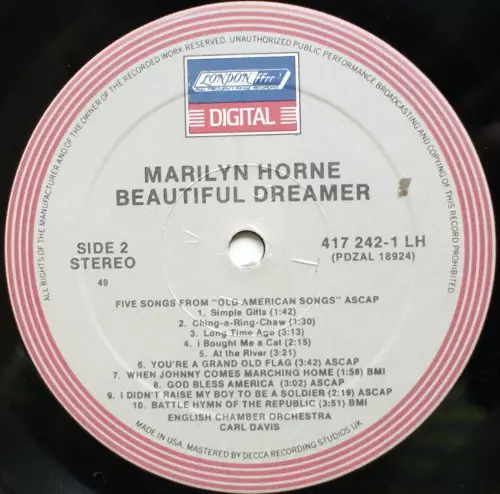 ALL RIGHTS OF THE MANUFACTURER AND OF THE OWNER OF THE RECORDED WORK RESERVED. UNAUTHORIZED PUBLIC PERFORMANCE BROADCASTING AND COPYING OF THIS RECORD PROHIBITED
LONDON ffrr
FULL FREQUENCY RANGE RECORDING
DIGITAL
MARILYN HORNE
BEAUTIFUL DREAMER
SIDE 2
STEREO
417 242-1 LH
(PDZAL 18924)
49
FIVE SONGS FROM "OLD AMERICAN SONGS" ASCAP
1. Simple Gifts (1:42)
2. Ching-a-Ring-Chaw (1:30)
3. Long Time Ago (3:13)
4. I Bought Me a Cat (2:15)
5. At the River (3:21)
6. YOU'RE A GRAND OLD FLAG (3:42) ASCAP
7. WHEN JOHNNY COMES MARCHING HOME (1:56) BMI
8. GOD BLESS AMERICA (3:02) ASCAP
9. I DIDN'T RAISE MY BOY TO BE A SOLDIER (2:19) ASCAP
10. BATTLE HYMN OF THE REPUBLIC (3:51) BMI
ENGLISH CHAMBER ORCHESTRA
CARL DAVIS
MADE IN USA. MASTERED BY DECCA RECORDING STUDIOS UK